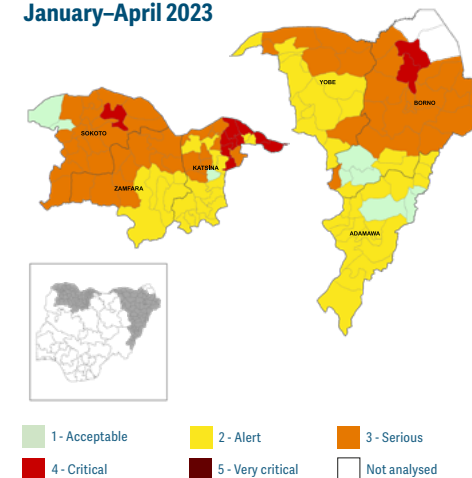 January–April 2023
YOBE
BORNO
SOKOTO
KATSINA
ZAMFARA
ADAMAWA
1 - Acceptable
2 - Alert
3 - Serious
4 - Critical
5 - Very critical
Not analysed